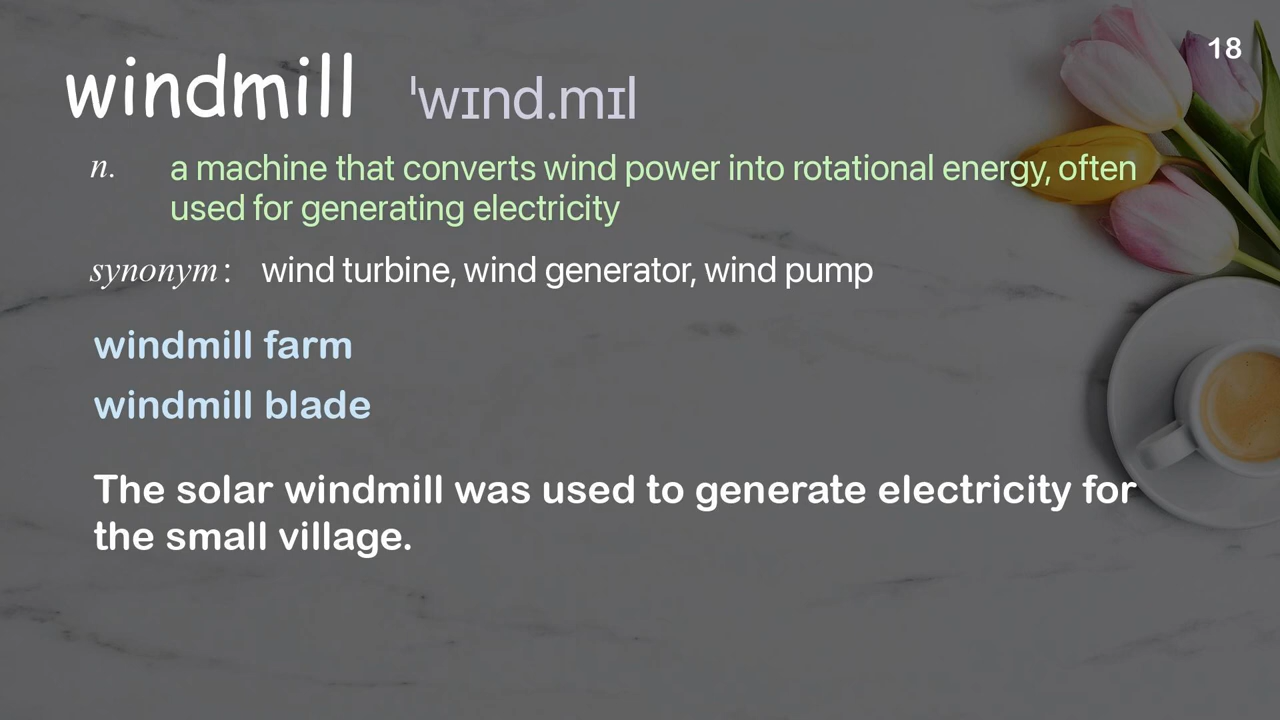 18
windmill ˈwɪnd.mɪl
n. a machine that converts wind power into rotational energy, often
used for generating electricity
synonym: wind turbine, wind generator, wind pump
windmill farm
windmill blade
The solar windmill was used to generate electricity for
the small village.